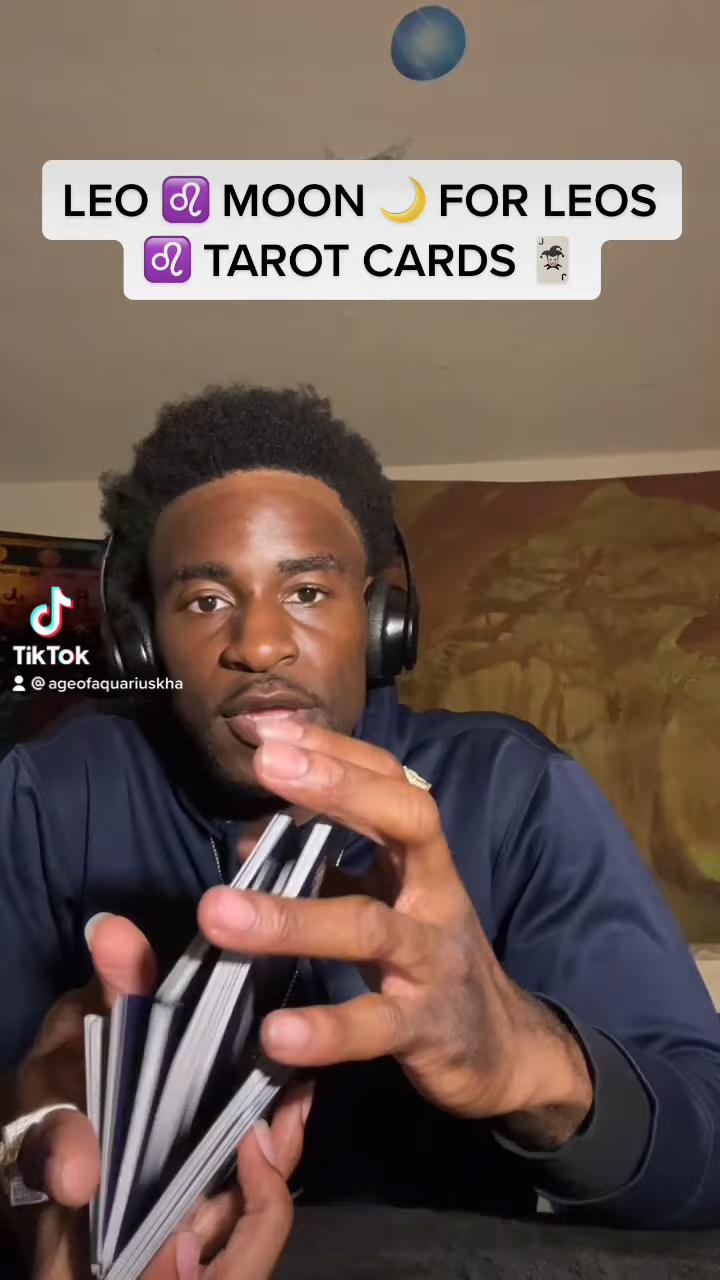 LEO ♌ MOON 🌙 FOR LEOS
♌ TAROT CARDS 🃏
TikTok
@ageofaquariuskha